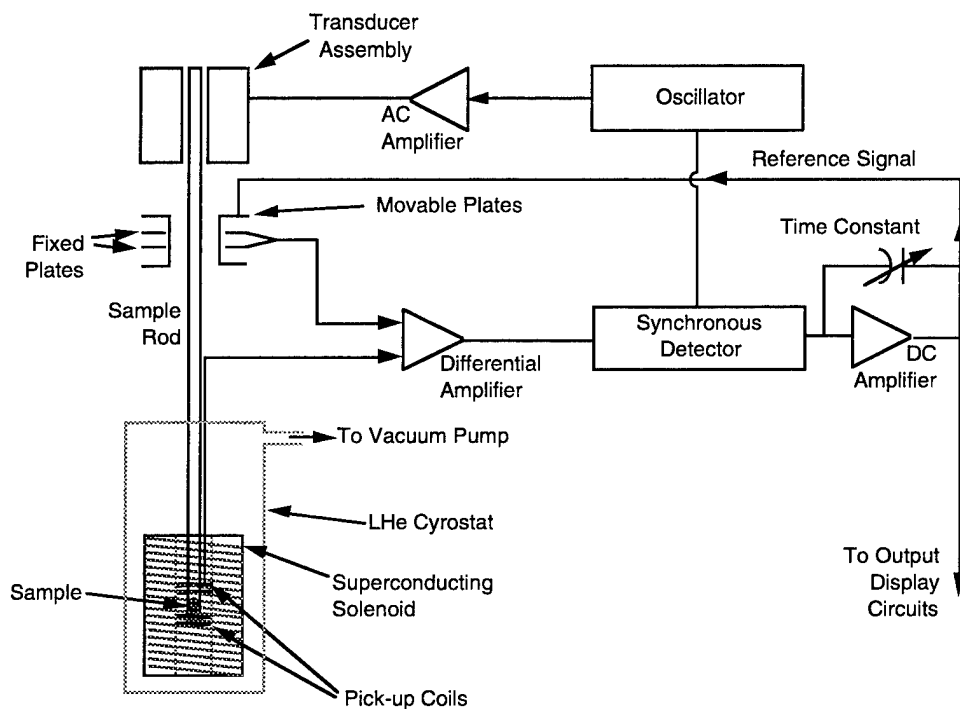 Transducer
Assembly
Oscillator
AC
Amplifier
Reference Signal
Movable Plates
Time Constant
Fixed
Plates
Sample
Rod
Synchronous
Detector
Differential
Amplifier
DC
Amplifier
To Vacuum Pump
LHe Cyrostat
Superconducting
Solenoid
To Output
Display
Circuits
Sample
Pick-up Coils